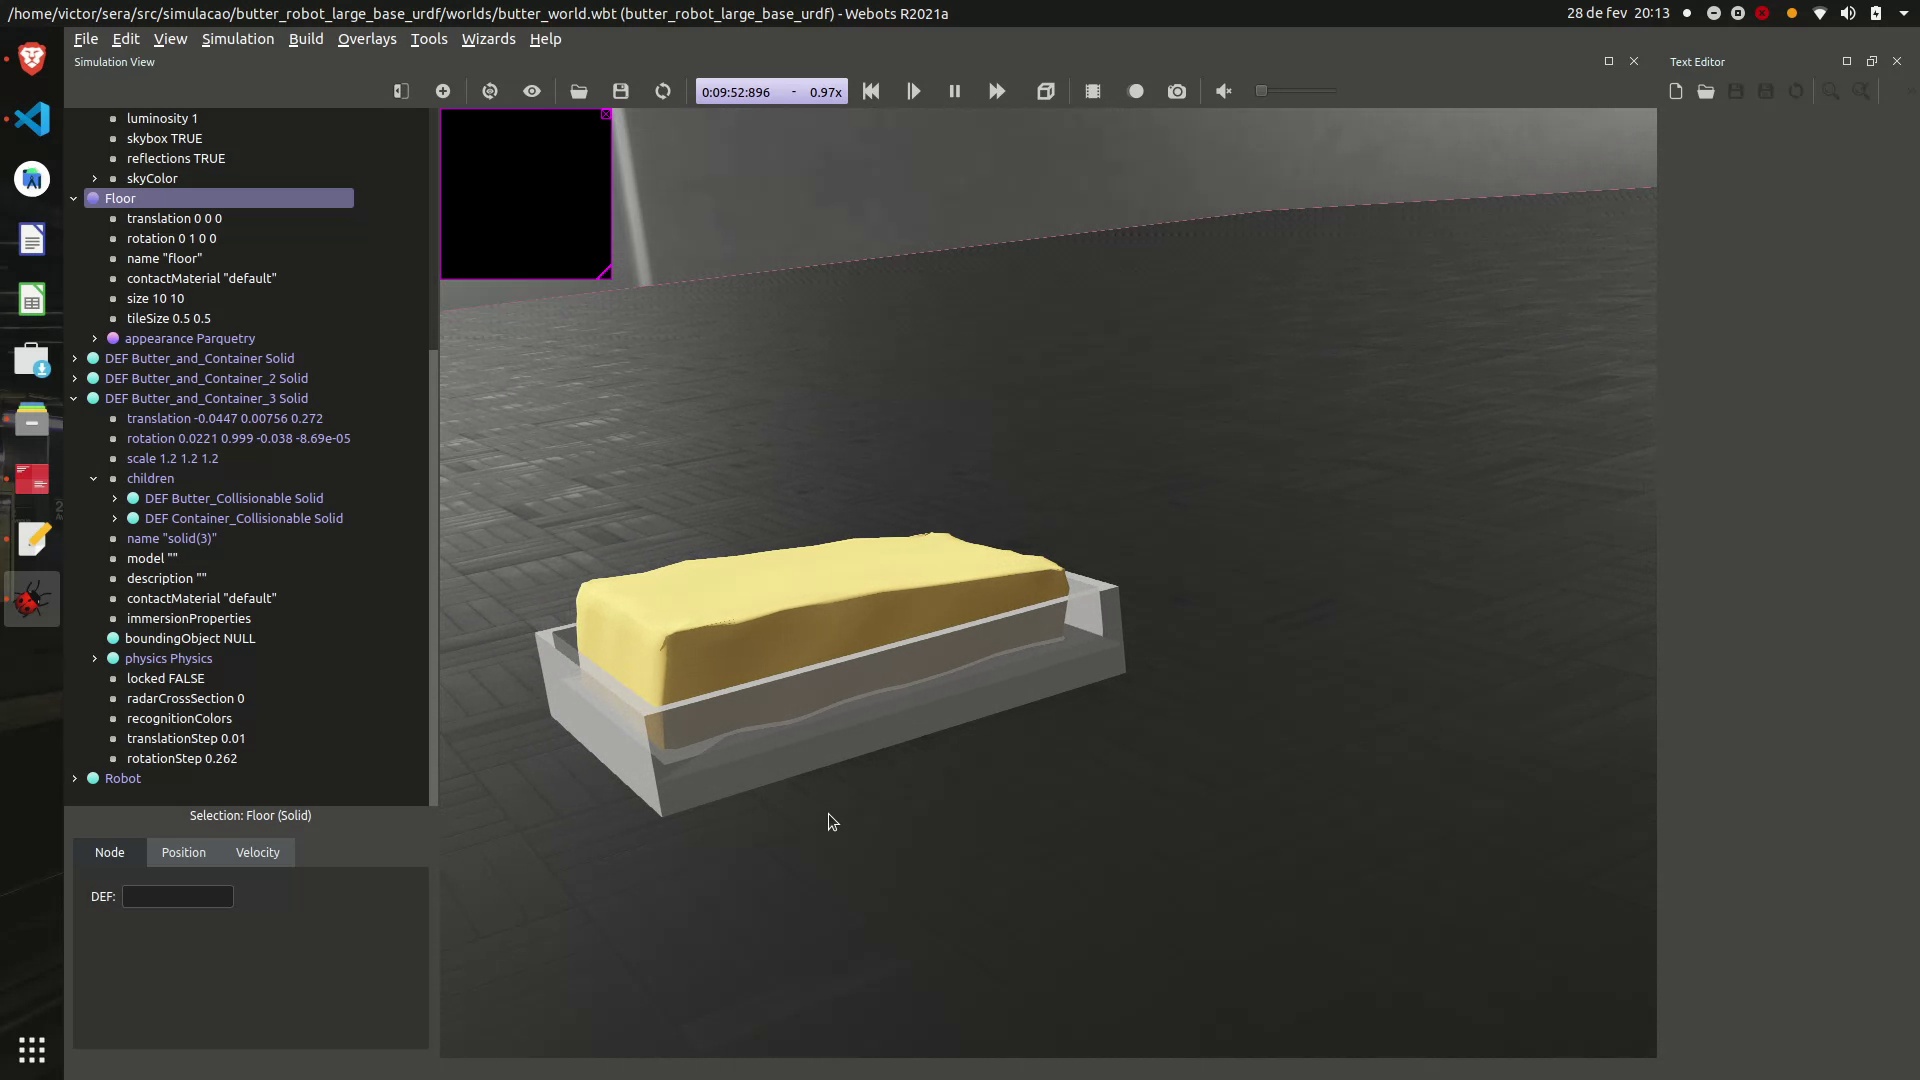 /home/victor/sera/src/simulacao/butter_robot_large_base_urdf/worlds/butter_world.wbt (butter_robot_large_base_urdf) - Webots R2021a
28 de fev 20:13
File Edit View Simulation Build Overlays Tools Wizards Help
Simulation View
Text Editor
0:09:52:896 - 0.97x
luminosity 1
skybox TRUE
reflections TRUE
skyColor
Floor
translation 0 0 0
rotation 0 1 0 0
name "floor"
contactMaterial "default"
size 10 10
tileSize 0.5 0.5
appearance Parquetry
DEF Butter_and_Container Solid
DEF Butter_and_Container_2 Solid
DEF Butter_and_Container_3 Solid
translation -0.0447 0.00756 0.272
rotation 0.0221 0.999 -0.038 -8.69e-05
scale 1.2 1.2 1.2
children
DEF Butter_Collisionable Solid
DEF Container_Collisionable Solid
name "solid(3)"
model ""
description ""
contactMaterial "default"
immersionProperties
boundingObject NULL
physics Physics
locked FALSE
radarCrossSection 0
recognitionColors
translationStep 0.01
rotationStep 0.262
Robot
Selection: Floor (Solid)
Node Position Velocity
DEF: